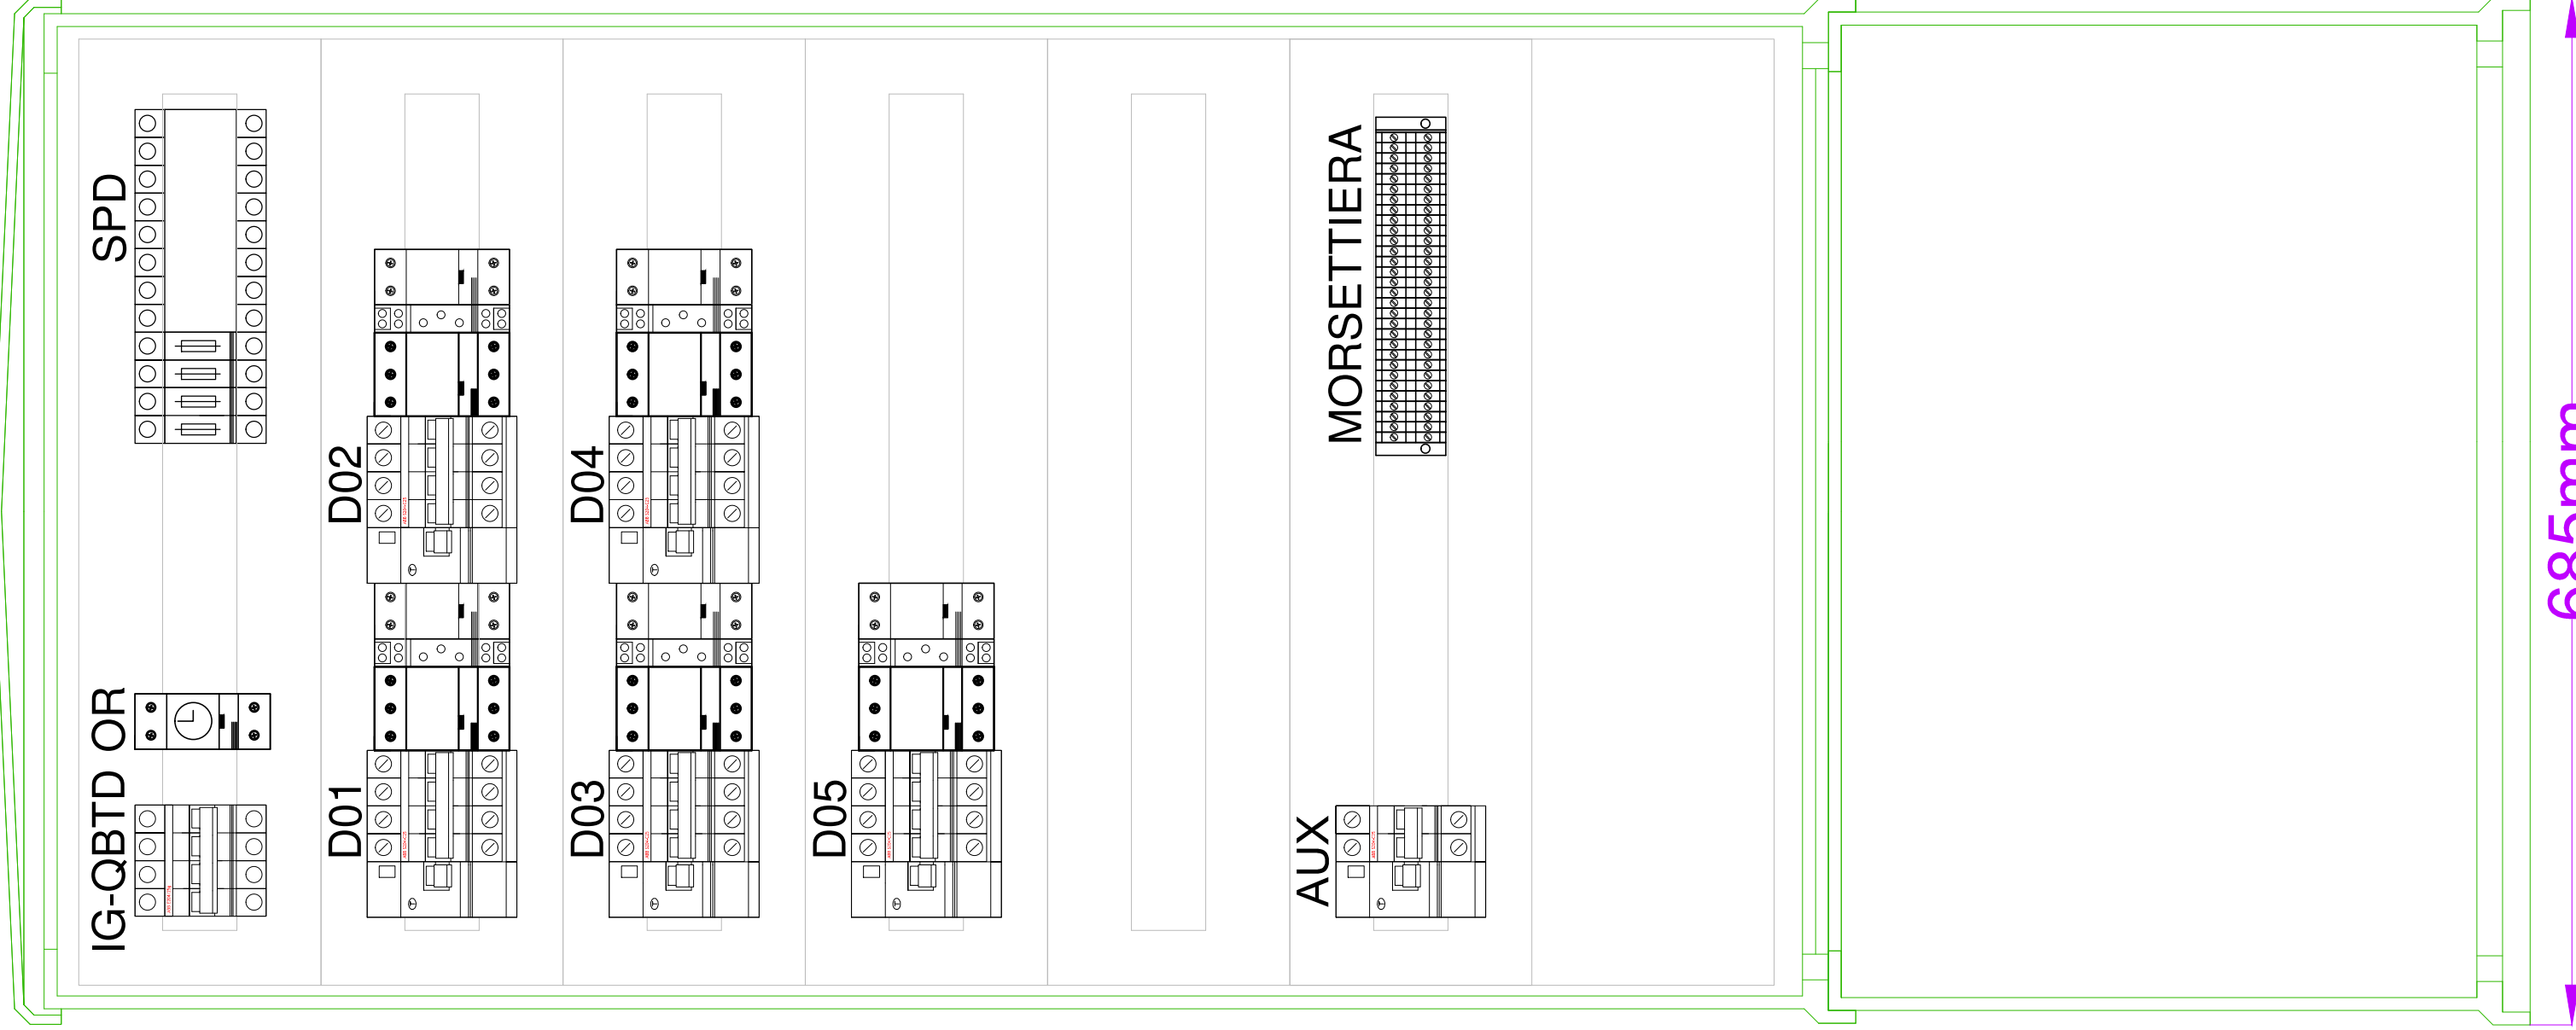 IG-QBTD OR
SPD
D01
D02
D03
D04
D05
AUX
MORSETTIERA
685mm